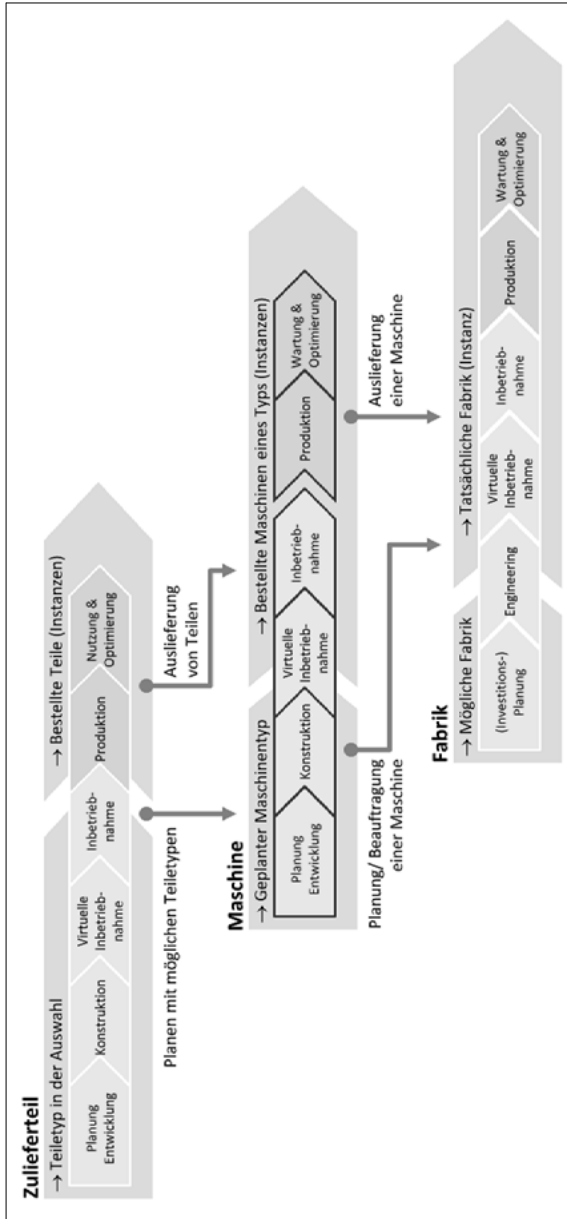 Zulieferteil
→ Teiletyp in der Auswahl
→ Bestellte Teile (Instanzen)
Planung
Entwicklung
Konstruktion
Virtuelle
Inbetrieb-
nahme
Inbetrieb-
nahme
Produktion
Nutzung &
Optimierung
Planen mit möglichen Teiletypen
Auslieferung
von Teilen
Maschine
→ Geplanter Maschinentyp
→ Bestellte Maschinen eines Typs (Instanzen)
Planung
Entwicklung
Konstruktion
Virtuelle
Inbetrieb-
nahme
Inbetrieb-
nahme
Produktion
Wartung &
Optimierung
Planung/ Beauftragung
einer Maschine
Auslieferung
einer Maschine
Fabrik
→ Mögliche Fabrik
→ Tatsächliche Fabrik (Instanz)
(Investitions-)
Planung
Engineering
Virtuelle
Inbetrieb-
nahme
Inbetrieb-
nahme
Produktion
Wartung &
Optimierung